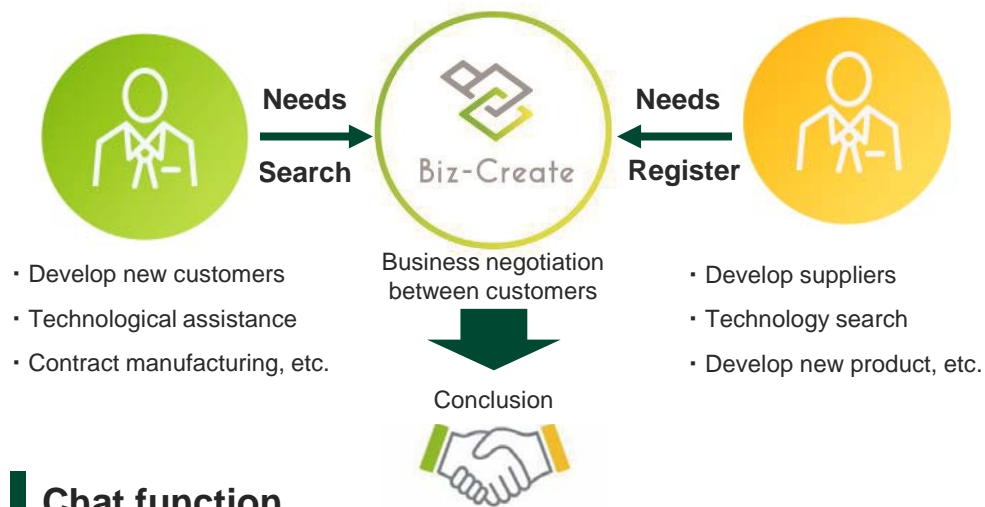 Needs
Search
Biz-Create
Needs
Register
・Develop new customers
・Technological assistance
・Contract manufacturing, etc.
Business negotiation
between customers
・Develop suppliers
・Technology search
・Develop new product, etc.
Conclusion
Chat function